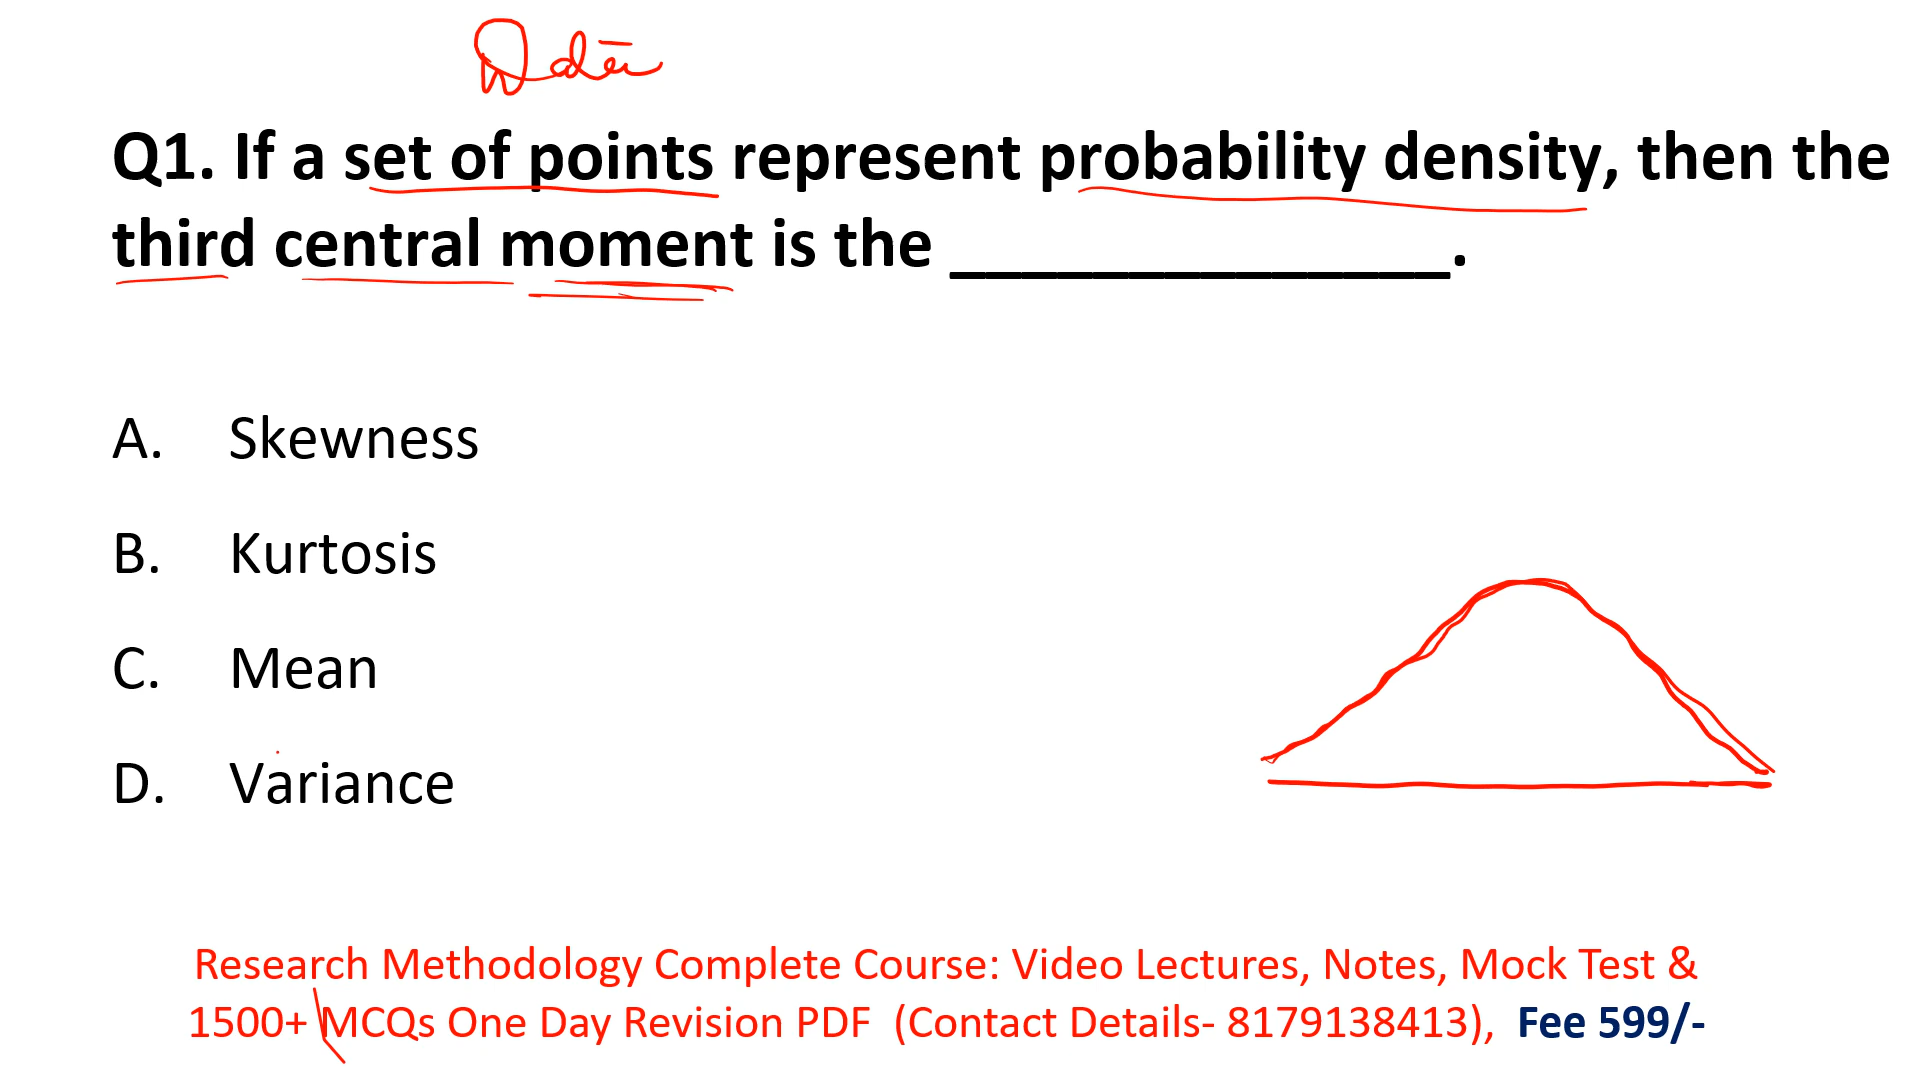 Q1. If a set of points represent probability density, then the
third central moment is the ______________.
A. Skewness
B. Kurtosis
C. Mean
D. Variance
Research Methodology Complete Course: Video Lectures, Notes, Mock Test &
1500+ MCQs One Day Revision PDF (Contact Details- 8179138413), Fee 599/-